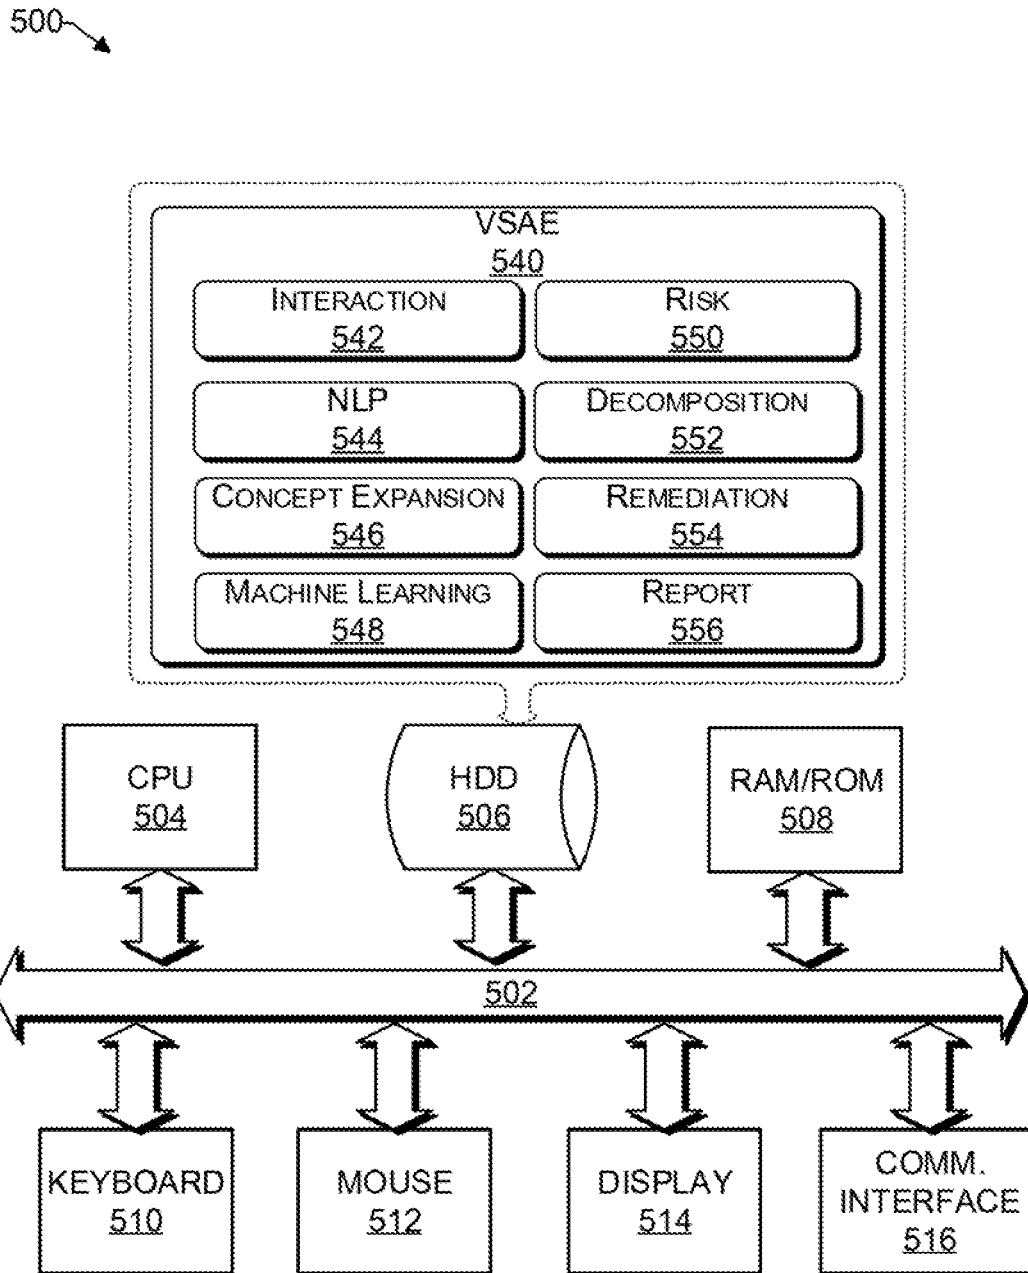 500
VSAE
540
INTERACTION
542
RISK
550
NLP
544
DECOMPOSITION
552
CONCEPT EXPANSION
546
REMEDIATION
554
MACHINE LEARNING
548
REPORT
556
CPU
504
HDD
506
RAM/ROM
508
502
KEYBOARD
510
MOUSE
512
DISPLAY
514
COMM.
INTERFACE
516